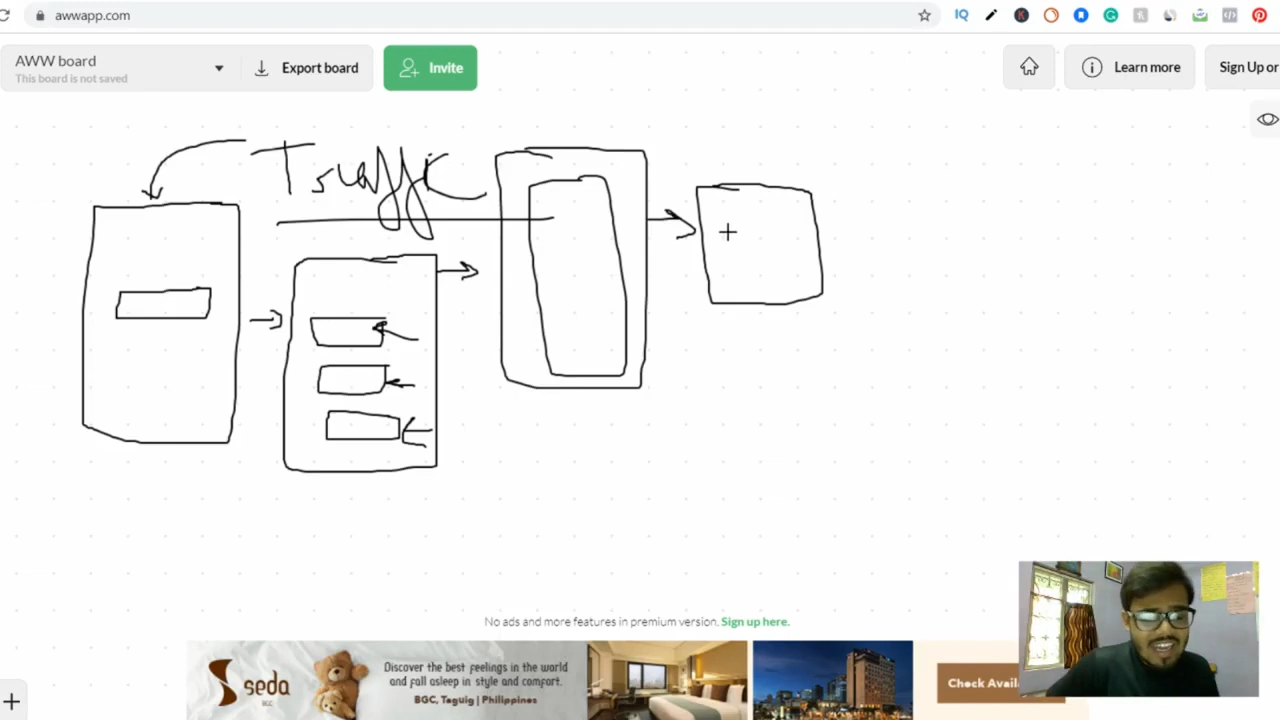 awwapp.com
IQ
AWW board
This board is not saved
Export board
Invite
Learn more
Sign Up or
Traffic
No ads and more features in premium version. Sign up here.
seda
BGC
Discover the best feelings in the world
and fall asleep in style and comfort.
BGC, Taguig | Philippines
Check Avail